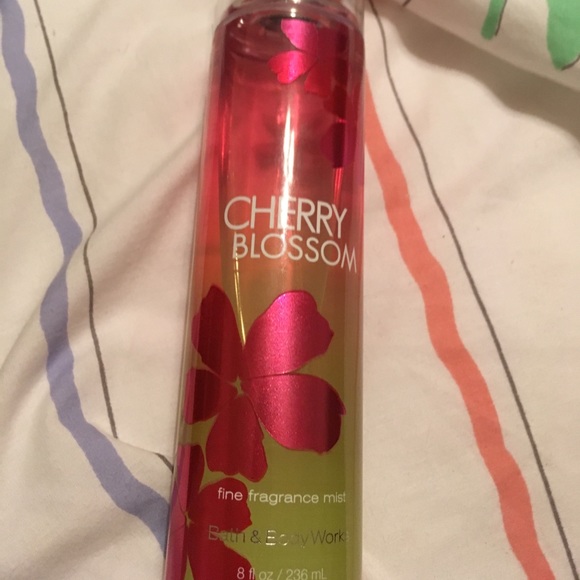 CHERRY
BLOSSOM
fine fragrance mist
Bath & Body Works
8 fl oz / 236 mL